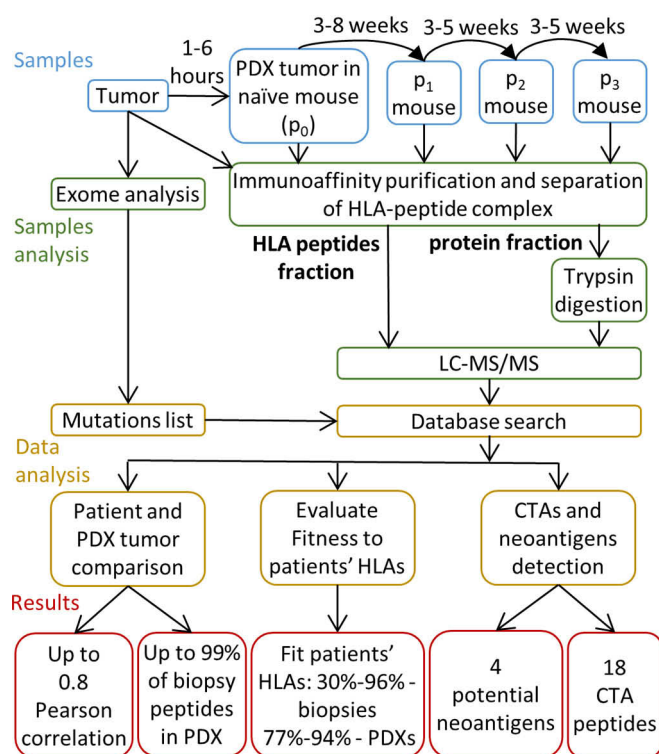 Samples
1-6
hours
3-8 weeks
3-5 weeks
3-5 weeks
Tumor
PDX tumor in
naïve mouse
(p0)
p1
mouse
p2
mouse
p3
mouse
Exome analysis
Immunoaffinity purification and separation
of HLA-peptide complex
Samples
analysis
HLA peptides
fraction
protein fraction
Trypsin
digestion
LC-MS/MS
Mutations list
Database search
Data
analysis
Patient and
PDX tumor
comparison
Evaluate
Fitness to
patients' HLAs
CTAs and
neoantigens
detection
Results
Up to
0.8
Pearson
correlation
Up to 99%
of biopsy
peptides
in PDX
Fit patients'
HLAs: 30%-96% -
biopsies
77%-94% - PDXs
4
potential
neoantigens
18
CTA
peptides